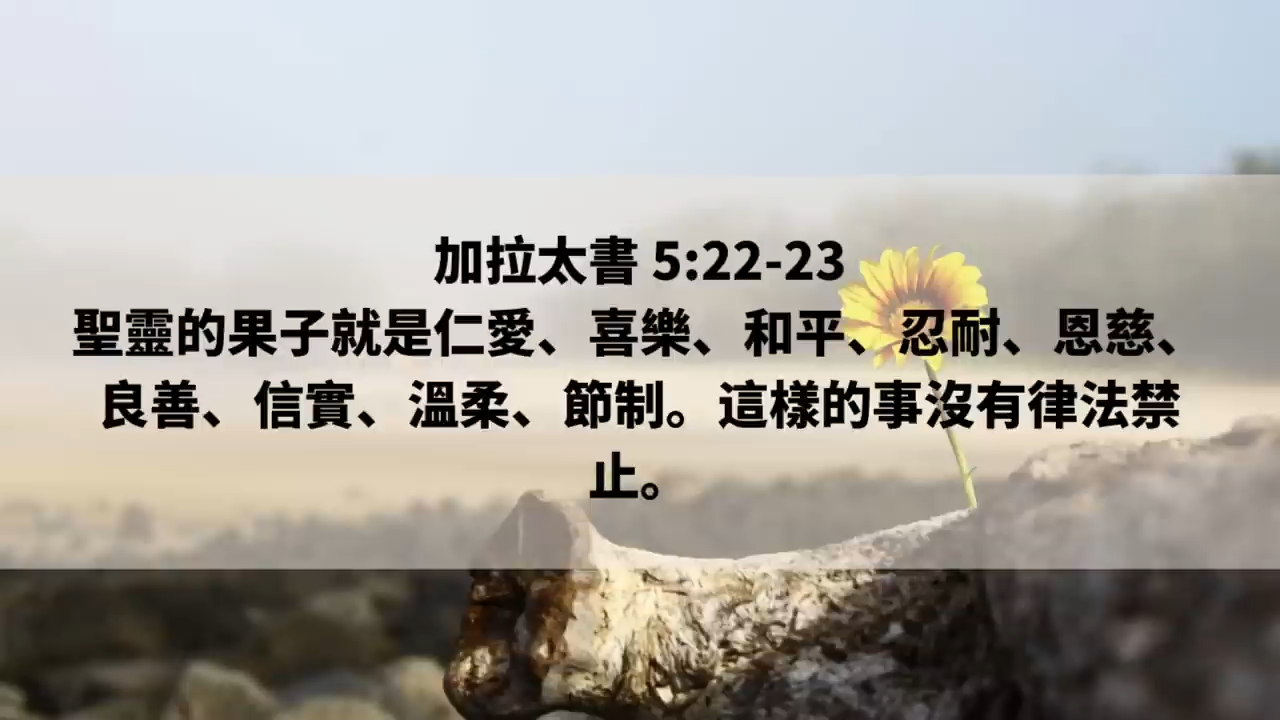 加拉太書 5:22-23
聖靈的果子就是仁愛、喜樂、和平、忍耐、恩慈、
良善、信實、溫柔、節制。這樣的事沒有律法禁
止。